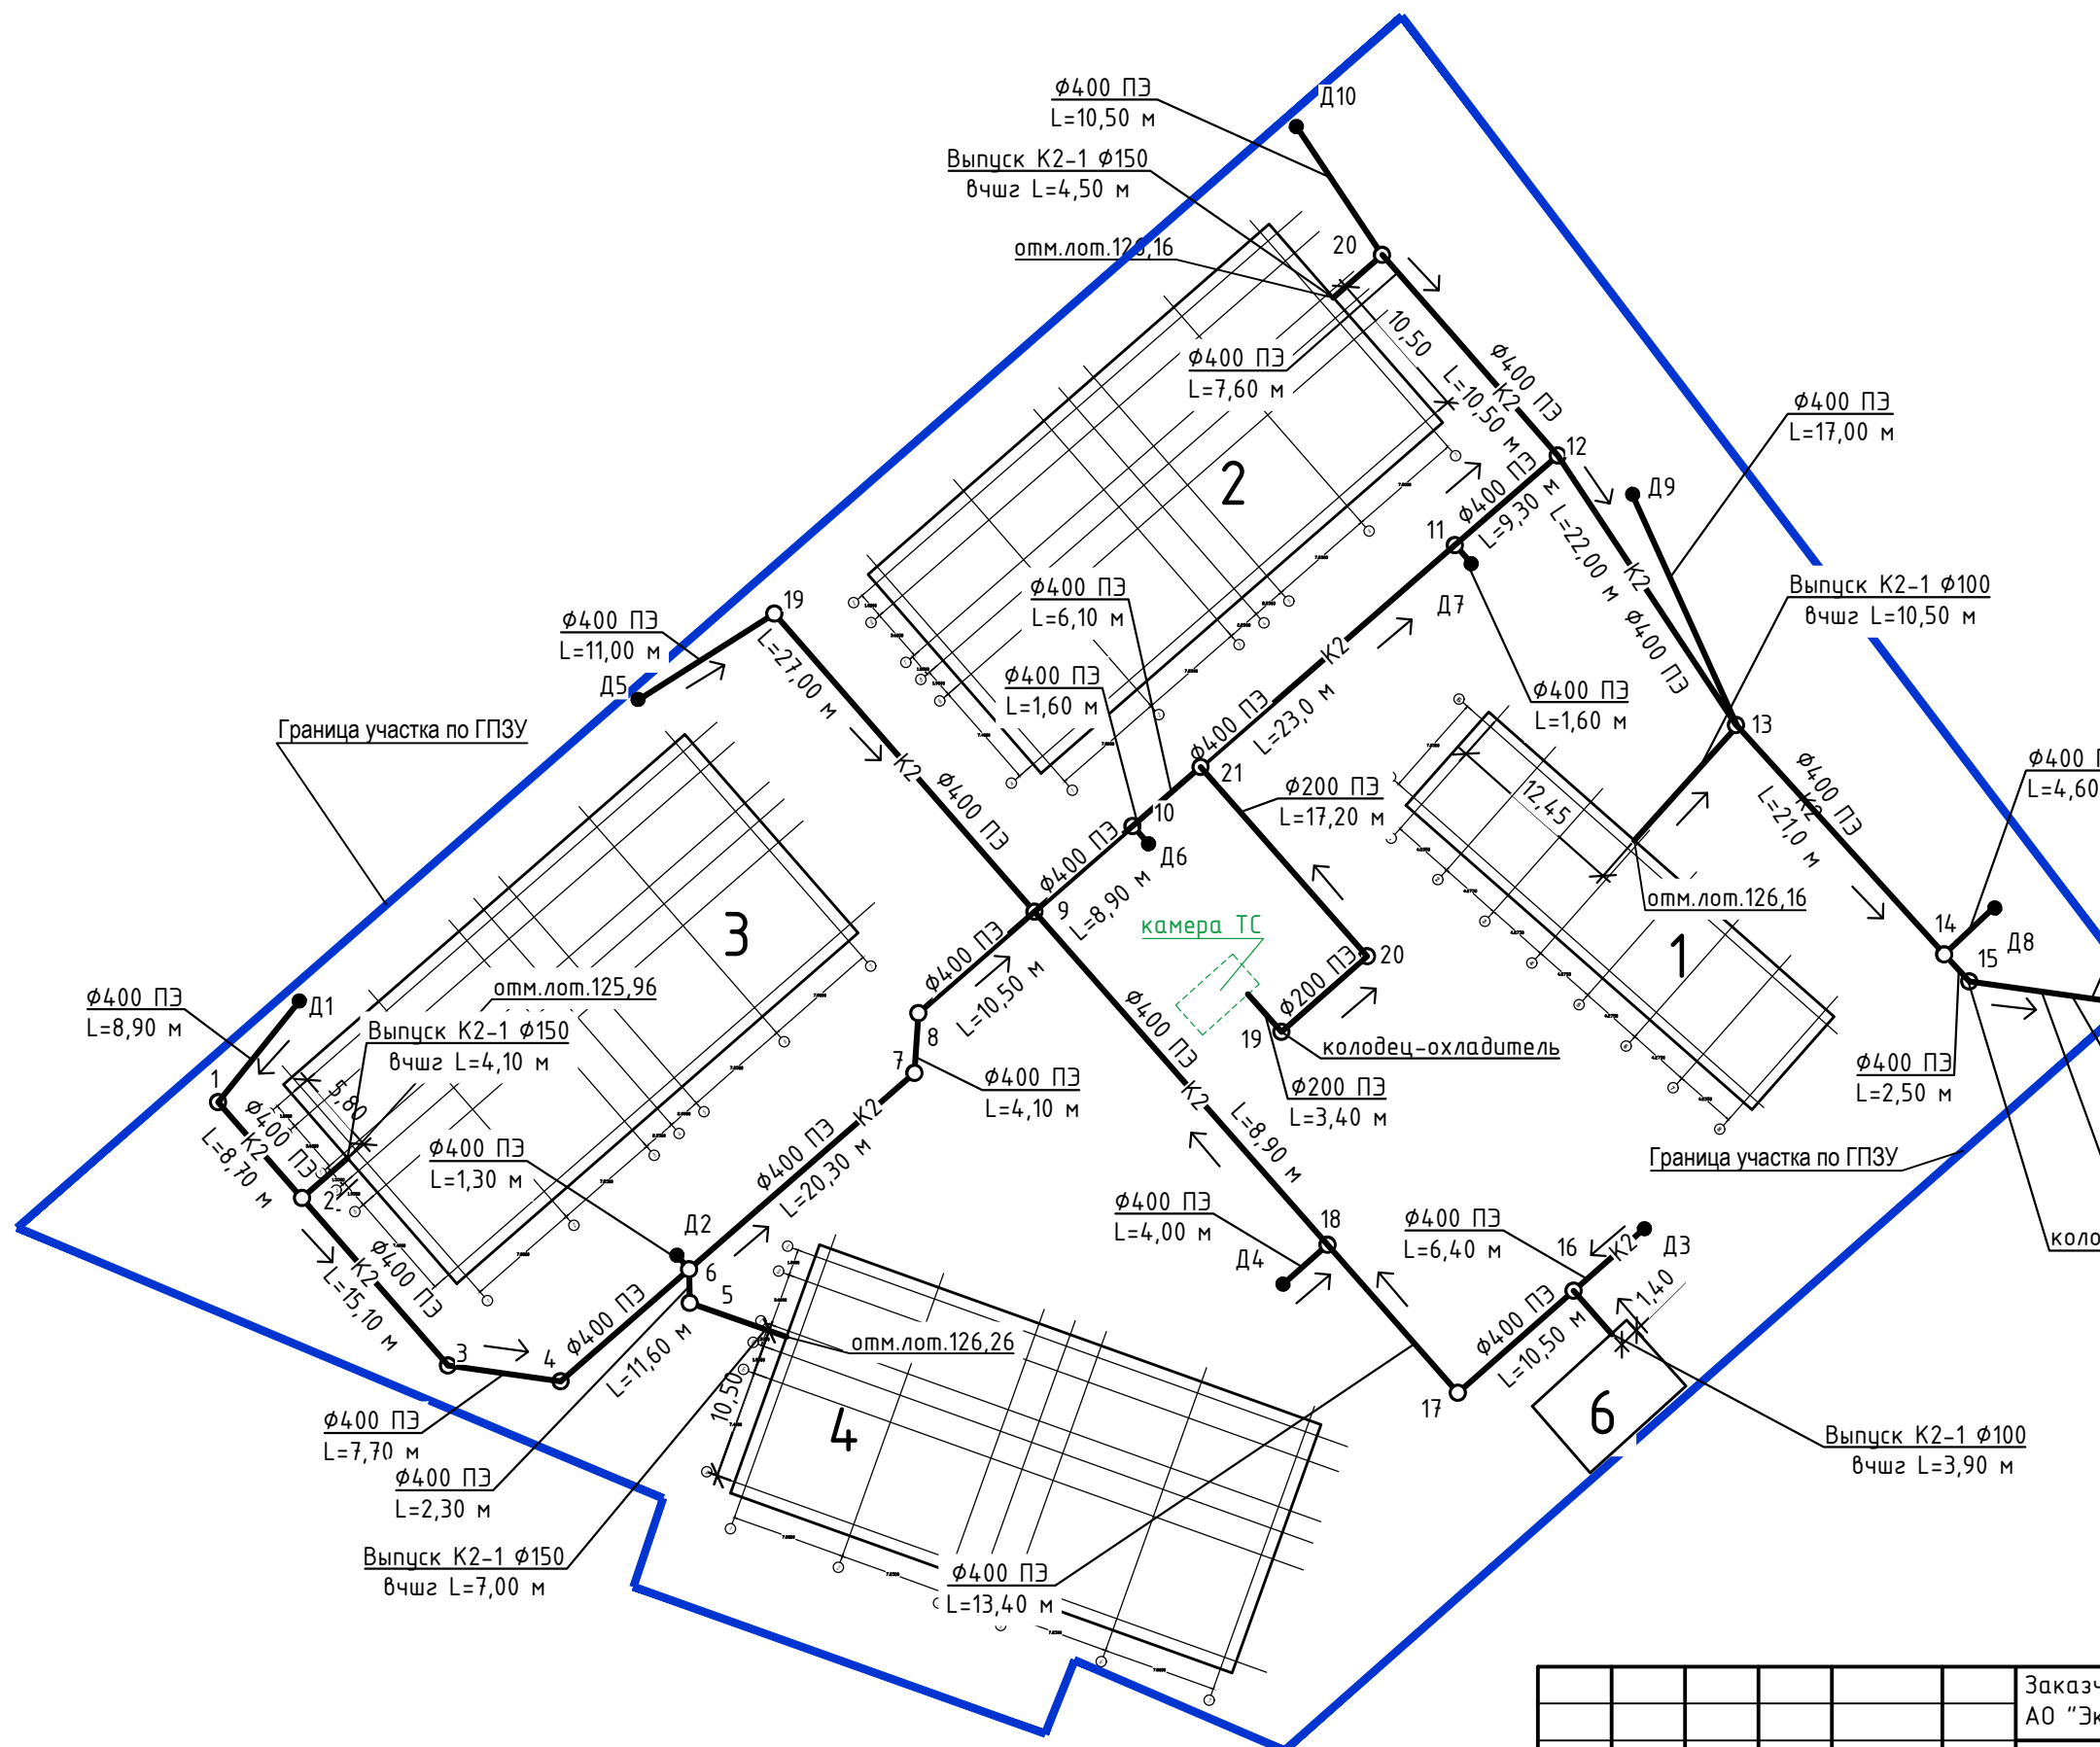 Ф400 ПЭ
L=10,50 м
Д10
Выпуск К2-1 Ф150
вчшг L=4,50 м
отм.лот.126,16
20
10,50
Ф400 ПЭ
L=7,60 м
Ф400 ПЭ
К2
L=10,50 м
2
12
Ф400 ПЭ
L=17,00 м
Д9
Ф400 ПЭ
L=9,30 м
11
Д7
L=22,00 м
К2
Ф400 ПЭ
Выпуск К2-1 Ф100
вчшг L=10,50 м
Ф400 ПЭ
L=6,10 м
19
Ф400 ПЭ
L=11,00 м
Д5
L=27,00 м
К2
Ф400 ПЭ
Ф400 ПЭ
L=1,60 м
К2
Ф400 ПЭ
L=23,0 м
Ф400 ПЭ
L=1,60 м
13
Граница участка по ГПЗУ
21
Ф200 ПЭ
L=17,20 м
12,45
Ф400 ПЭ
К2
L=21,0 м
Ф400 П
L=4,60
10
Д6
Ф400 ПЭ
L=8,90 м
9
камера ТС
отм.лот.126,16
1
14
Д8
15
3
отм.лот.125,96
Ф400 ПЭ
L=8,90 м
Д1
Выпуск К2-1 Ф150
вчшг L=4,10 м
Ф400 ПЭ
L=10,50 м
8
7
20
Ф200 ПЭ
19
колодец-охладитель
Ф200 ПЭ
L=3,40 м
Ф400 ПЭ
L=4,10 м
Ф400 ПЭ
L=2,50 м
1
5,80
Ф400 ПЭ
К2
L=8,70 м
2
Ф400 ПЭ
L=1,30 м
К2
Ф400 ПЭ
L=20,30 м
Ф400 ПЭ
К2
L=8,90 м
Граница участка по ГПЗУ
Ф400 ПЭ
L=4,00 м
18
Д4
Ф400 ПЭ
L=6,40 м
16
К2
Д3
1,40
коло
Д2
6
5
Ф400 ПЭ
К2
L=15,10 м
3
4
Ф400 ПЭ
L=11,60 м
отм.лот.126,26
10,50
4
Ф400 ПЭ
L=10,50 м
17
6
Ф400 ПЭ
L=7,70 м
Ф400 ПЭ
L=2,30 м
Выпуск К2-1 Ф100
вчшг L=3,90 м
Выпуск К2-1 Ф150
вчшг L=7,00 м
Ф400 ПЭ
L=13,40 м
Заказч
АО "Эк